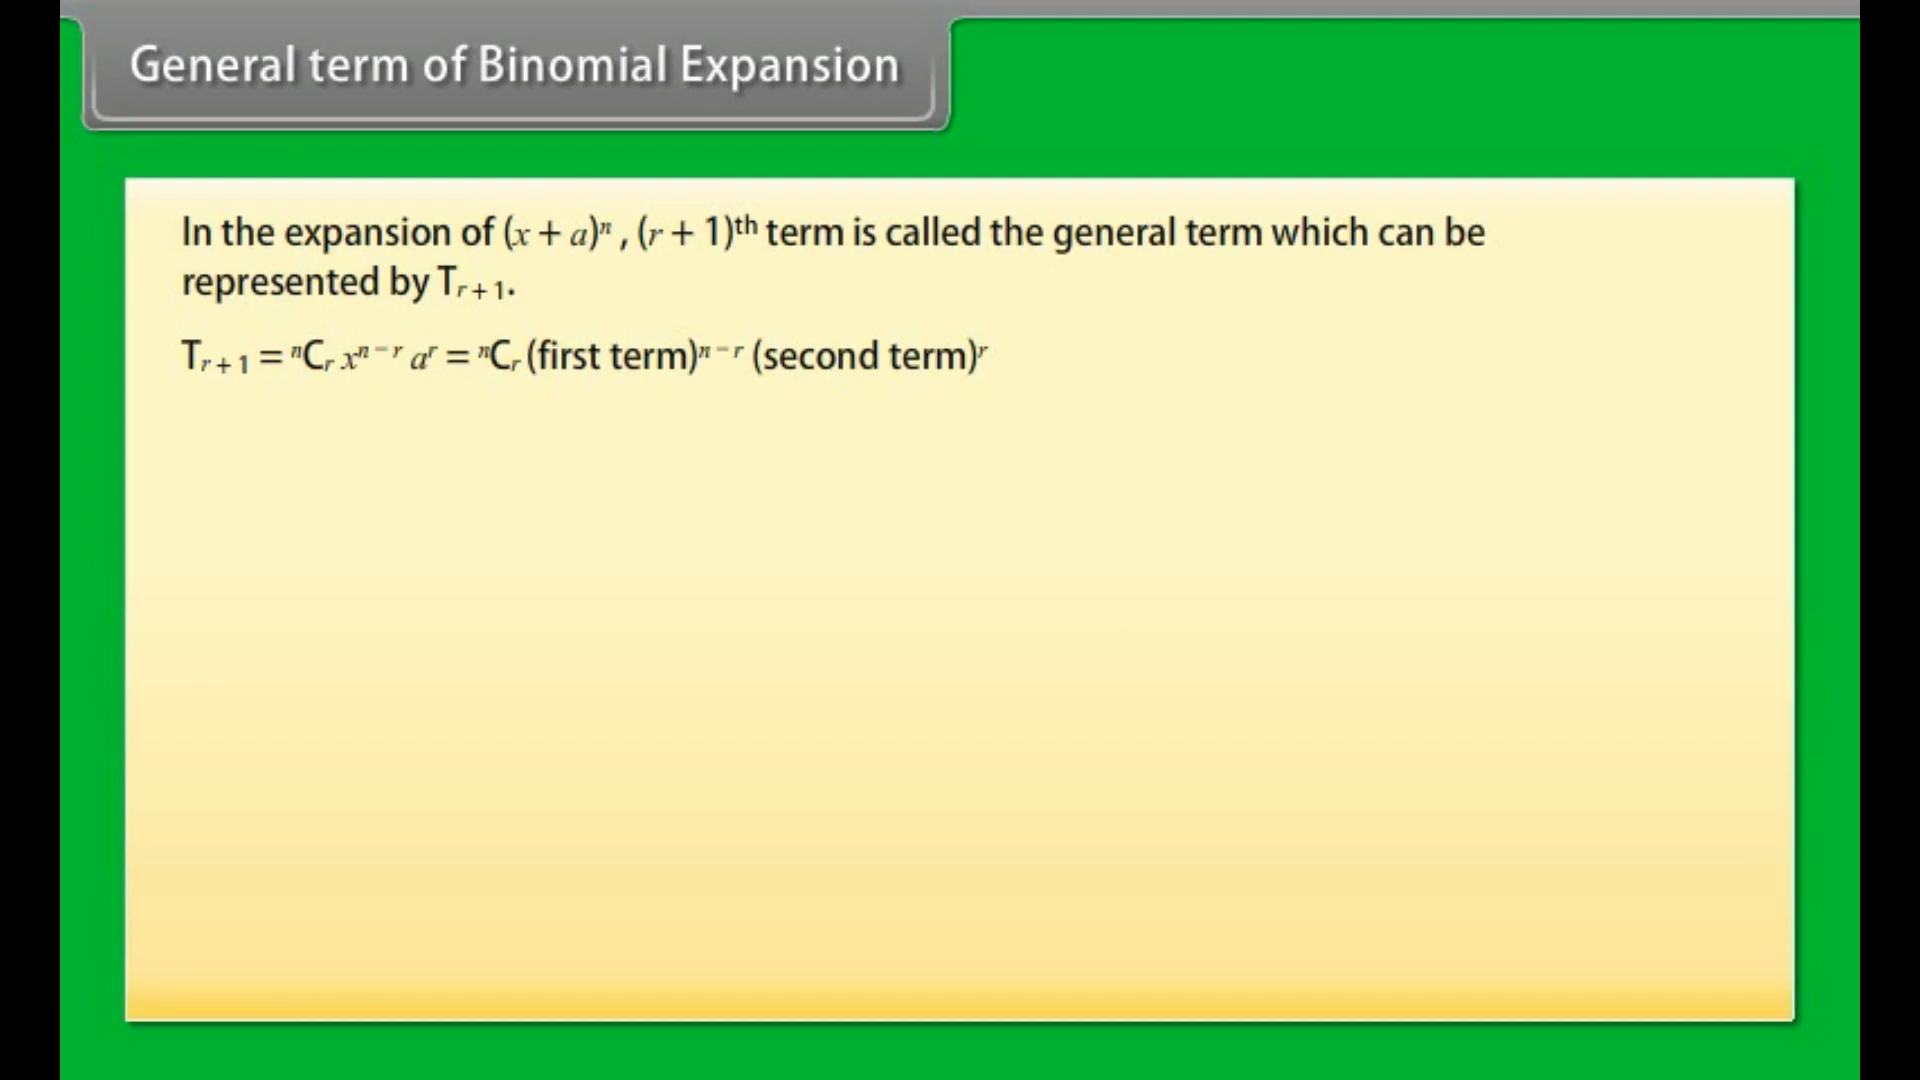 General term of Binomial Expansion
In the expansion of (x + a)ⁿ , (r + 1)ᵗʰ term is called the general term which can be
represented by Tᵣ₊₁.
Tᵣ₊₁ = ⁿCᵣ xⁿ⁻ʳ aʳ = ⁿCᵣ (first term)ⁿ⁻ʳ (second term)ʳ